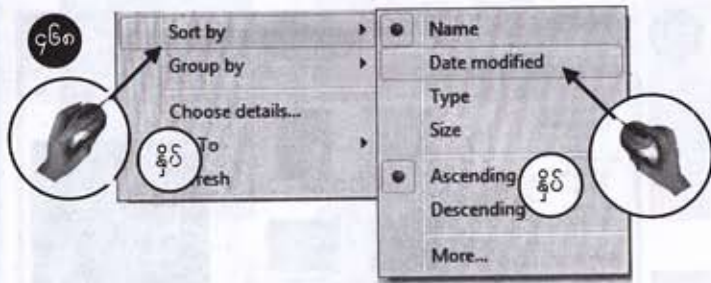 ၄၆၈
Sort by
Group by
Choose details...
To
resh
နှိပ်
Name
Date modified
Type
Size
Ascending
Descending
More...
နှိပ်